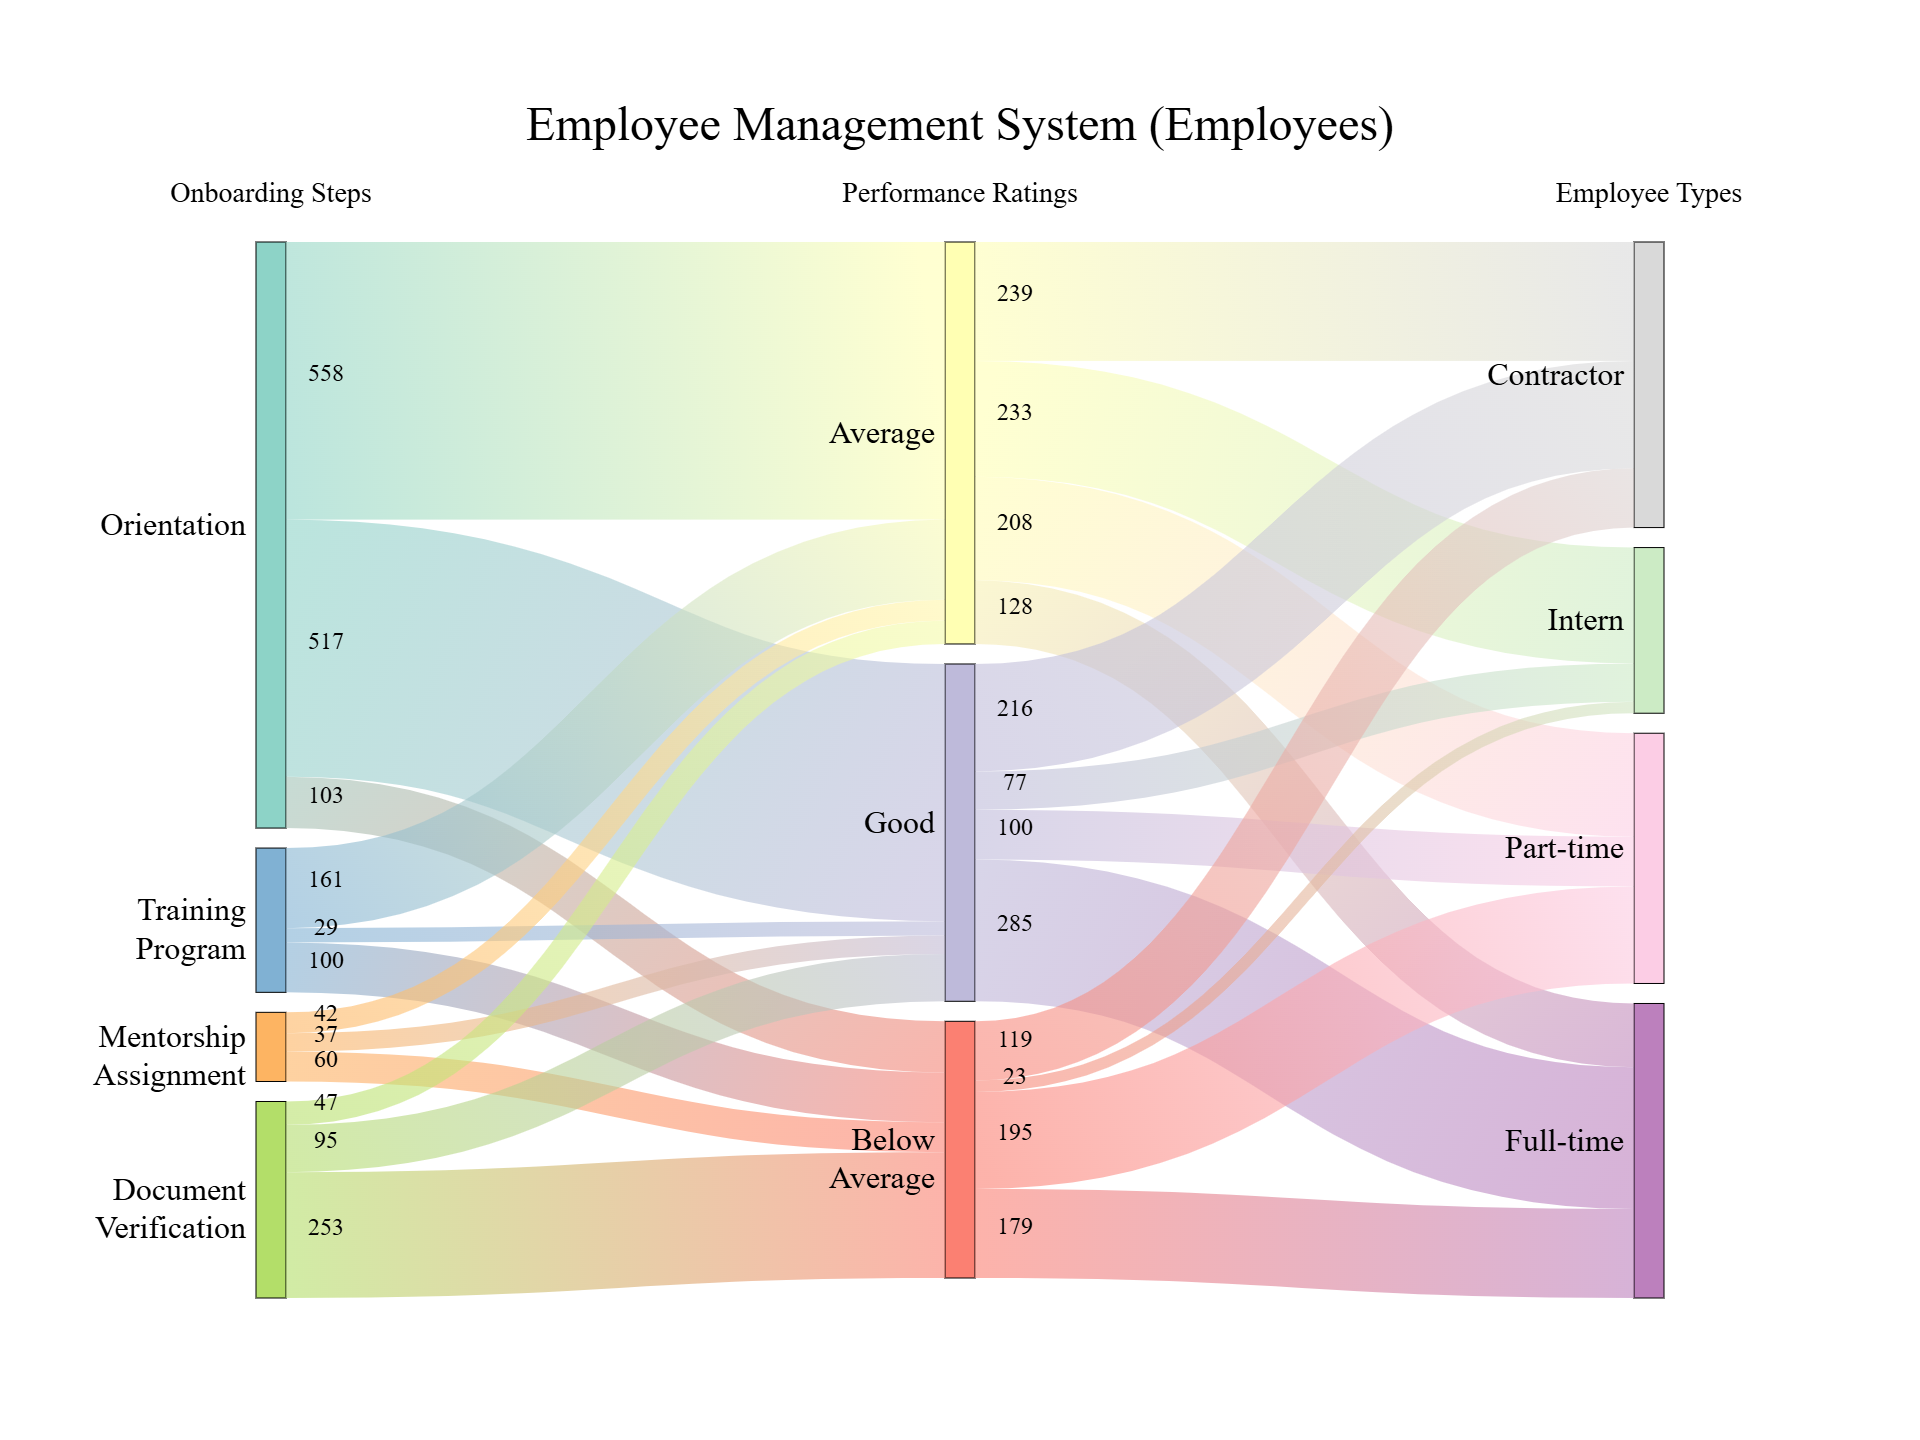 Employee Management System (Employees)
Onboarding Steps
Performance Ratings
Employee Types
Orientation
558
517
103
Training
Program
161
29
100
Mentorship
Assignment
42
37
60
Document
Verification
47
95
253
Average
239
233
208
128
Good
216
77
100
285
Below
Average
119
23
195
179
Contractor
Intern
Part-time
Full-time